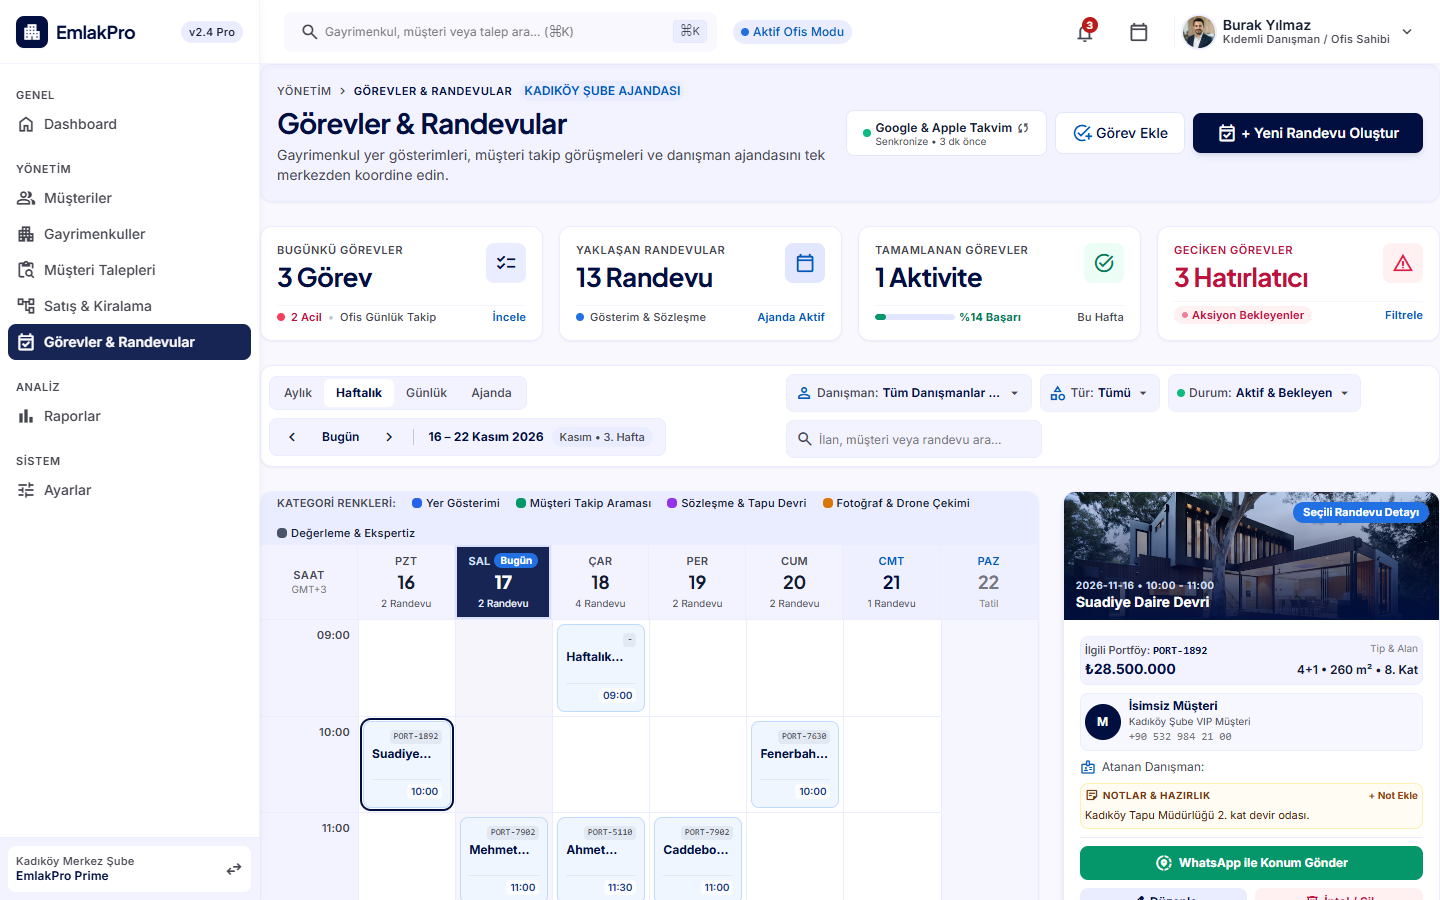 EmlakPro
v2.4 Pro
Gayrimenkul, müşteri veya talep ara... (⌘K)
⌘K
Aktif Ofis Modu
3
Burak Yılmaz
Kıdemli Danışman / Ofis Sahibi
GENEL
Dashboard
YÖNETİM
Müşteriler
Gayrimenkuller
Müşteri Talepleri
Satış & Kiralama
Görevler & Randevular
ANALİZ
Raporlar
SİSTEM
Ayarlar
Kadıköy Merkez Şube
EmlakPro Prime
YÖNETİM > GÖREVLER & RANDEVULAR KADIKÖY ŞUBE AJANDASI
Görevler & Randevular
Gayrimenkul yer gösterimleri, müşteri takip görüşmeleri ve danışman ajandasını tek
merkezden koordine edin.
Google & Apple Takvim
Senkronize • 3 dk önce
Görev Ekle
+ Yeni Randevu Oluştur
BUGÜNKÜ GÖREVLER
3 Görev
2 Acil • Ofis Günlük Takip
İncele
YAKLAŞAN RANDEVULAR
13 Randevu
Gösterim & Sözleşme
Ajanda Aktif
TAMAMLANAN GÖREVLER
1 Aktivite
%14 Başarı
Bu Hafta
GECİKEN GÖREVLER
3 Hatırlatıcı
Aksiyon Bekleyenler
Filtrele
Aylık
Haftalık
Günlük
Ajanda
Danışman: Tüm Danışmanlar ...
Tür: Tümü
Durum: Aktif & Bekleyen
Bugün
16 – 22 Kasım 2026
Kasım • 3. Hafta
İlan, müşteri veya randevu ara...
KATEGORİ RENKLERİ:
Yer Gösterimi
Müşteri Takip Araması
Sözleşme & Tapu Devri
Fotoğraf & Drone Çekimi
Değerleme & Ekspertiz
SAAT
GMT+3
PZT
16
2 Randevu
SAL Bugün
17
2 Randevu
ÇAR
18
4 Randevu
PER
19
2 Randevu
CUM
20
2 Randevu
CMT
21
1 Randevu
PAZ
22
Tatil
09:00
-
Haftalık...
09:00
10:00
PORT-1892
Suadiye...
10:00
PORT-7630
Fenerbah...
10:00
11:00
PORT-7902
Mehmet...
11:00
PORT-5110
Ahmet...
11:30
PORT-7902
Caddebo...
11:00
Seçili Randevu Detayı
2026-11-16 • 10:00 - 11:00
Suadiye Daire Devri
İlgili Portföy: PORT-1892
Tip & Alan
₺28.500.000
4+1 • 260 m² • 8. Kat
M
İsimsiz Müşteri
Kadıköy Şube VIP Müşteri
+90 532 984 21 00
Atanan Danışman:
NOTLAR & HAZIRLIK
+ Not Ekle
Kadıköy Tapu Müdürlüğü 2. kat devir odası.
WhatsApp ile Konum Gönder
Düzenle
İptal / Sil